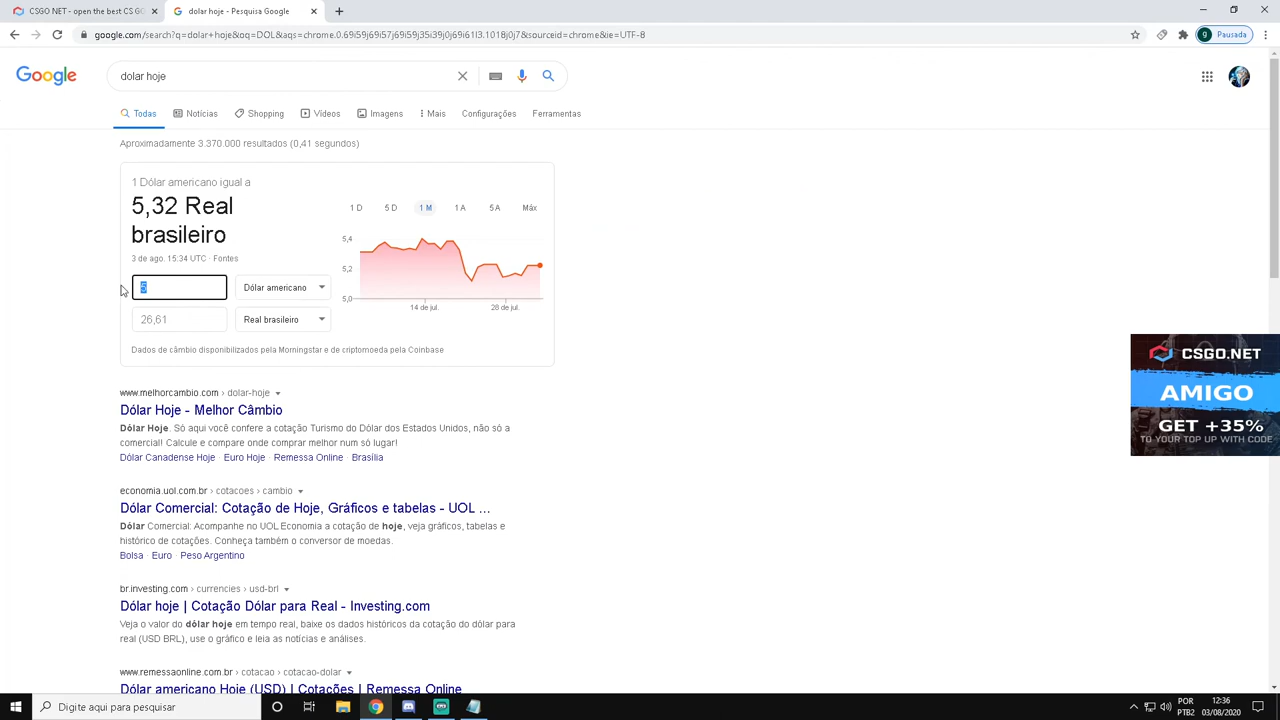 CSGO NET - open the best CS GO
dolar hoje - Pesquisa Google
google.com/search?q=dolar+hoje&oq=DOL&aqs=chrome.0.69i59j69i57j69i59j35i39j0j69i61l3.1018j0j7&sourceid=chrome&ie=UTF-8
g Pausada
Google
dolar hoje
Todas Notícias Shopping Vídeos Imagens Mais Configurações Ferramentas
Aproximadamente 3.370.000 resultados (0,41 segundos)
1 Dólar americano igual a
5,32 Real
brasileiro
3 de ago. 15:34 UTC · Fontes
5 Dólar americano
26,61 Real brasileiro
1 D 5 D 1 M 1 A 5 A Máx
5,4
5,2
5,0
14 de jul. 28 de jul.
Dados de câmbio disponibilizados pela Morningstar e de criptomoeda pela Coinbase
www.melhorcambio.com › dolar-hoje
Dólar Hoje - Melhor Câmbio
Dólar Hoje. Só aqui você confere a cotação Turismo do Dólar dos Estados Unidos, não só a
comercial! Calcule e compare onde comprar melhor num só lugar!
Dólar Canadense Hoje · Euro Hoje · Remessa Online · Brasília
economia.uol.com.br › cotacoes › cambio
Dólar Comercial: Cotação de Hoje, Gráficos e tabelas - UOL ...
Dólar Comercial: Acompanhe no UOL Economia a cotação de hoje, veja gráficos, tabelas e
histórico de cotações. Conheça também o conversor de moedas.
Bolsa · Euro · Peso Argentino
br.investing.com › currencies › usd-brl
Dólar hoje | Cotação Dólar para Real - Investing.com
Veja o valor do dólar hoje em tempo real, baixe os dados históricos da cotação do dólar para
real (USD BRL), use o gráfico e leia as notícias e análises.
www.remessaonline.com.br › cotacao › cotacao-dolar
Dólar americano Hoje (USD) | Cotações | Remessa Online
CSGO.NET
AMIGO
GET +35%
TO YOUR TOP UP WITH CODE
Digite aqui para pesquisar
POR
PTB2
12:36
03/08/2020